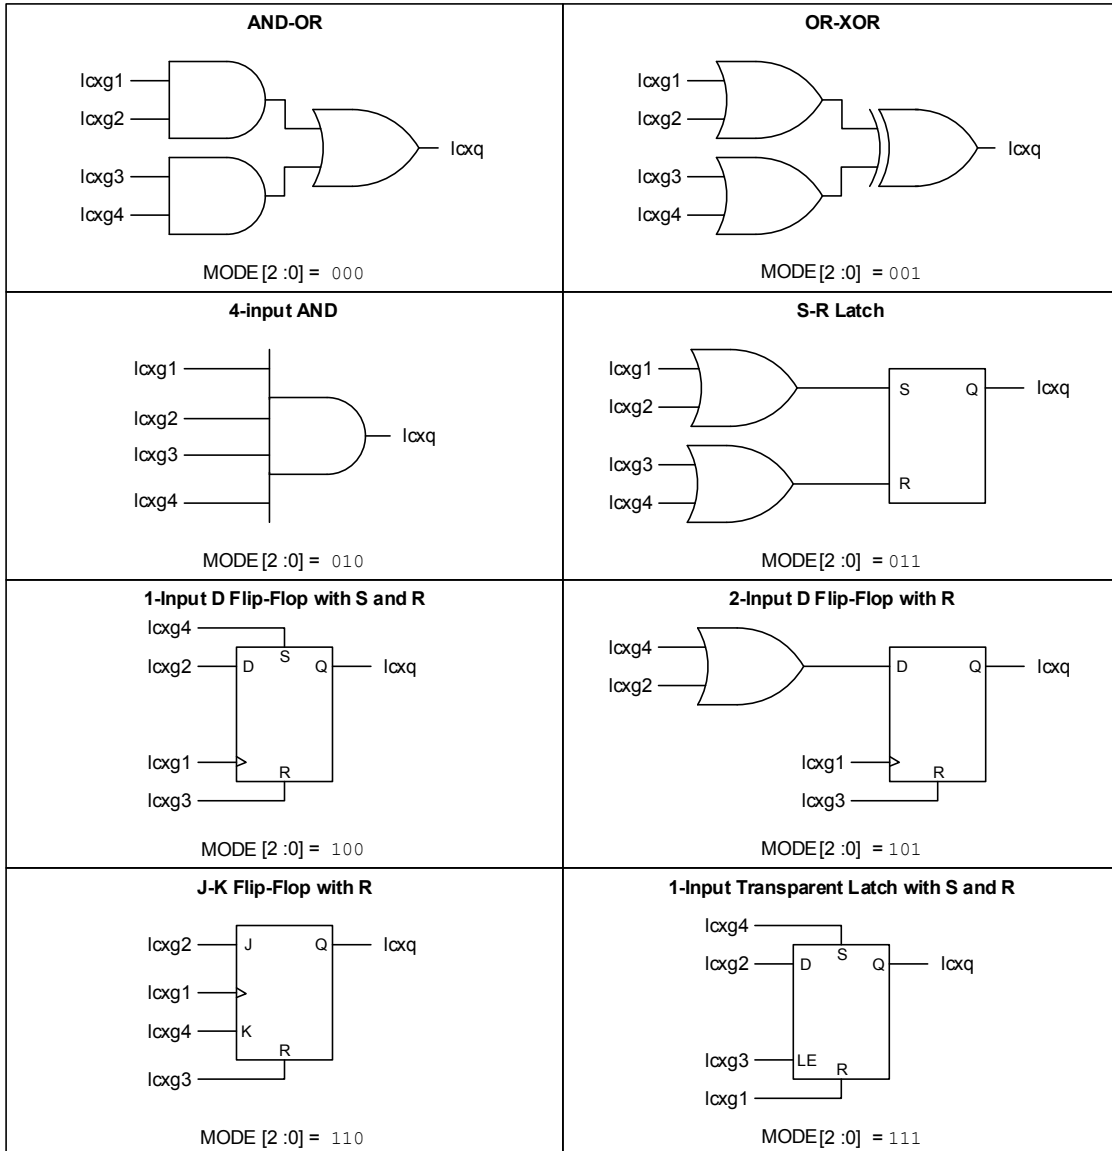 AND-OR
lcxg1
lcxg2
lcxg3
lcxg4
lcxq
MODE [2 :0] = 000
OR-XOR
lcxg1
lcxg2
lcxg3
lcxg4
lcxq
MODE[2 :0] = 001
4-input AND
lcxg1
lcxg2
lcxg3
lcxg4
lcxq
MODE[2 :0] = 010
S-R Latch
lcxg1
lcxg2
lcxg3
lcxg4
S Q lcxq
R
MODE[2 :0] = 011
1-Input D Flip-Flop with S and R
lcxg4
S
lcxg2 D Q lcxq
lcxg1
R
lcxg3
MODE [2 :0] = 100
2-Input D Flip-Flop with R
lcxg4
lcxg2
D Q lcxq
lcxg1
R
lcxg3
MODE[2 :0] = 101
J-K Flip-Flop with R
lcxg2 J Q lcxq
lcxg1
lcxg4 K
R
lcxg3
MODE [2 :0] = 110
1-Input Transparent Latch with S and R
lcxg4
S
lcxg2 D Q lcxq
lcxg3 LE
R
lcxg1
MODE[2 :0] = 111